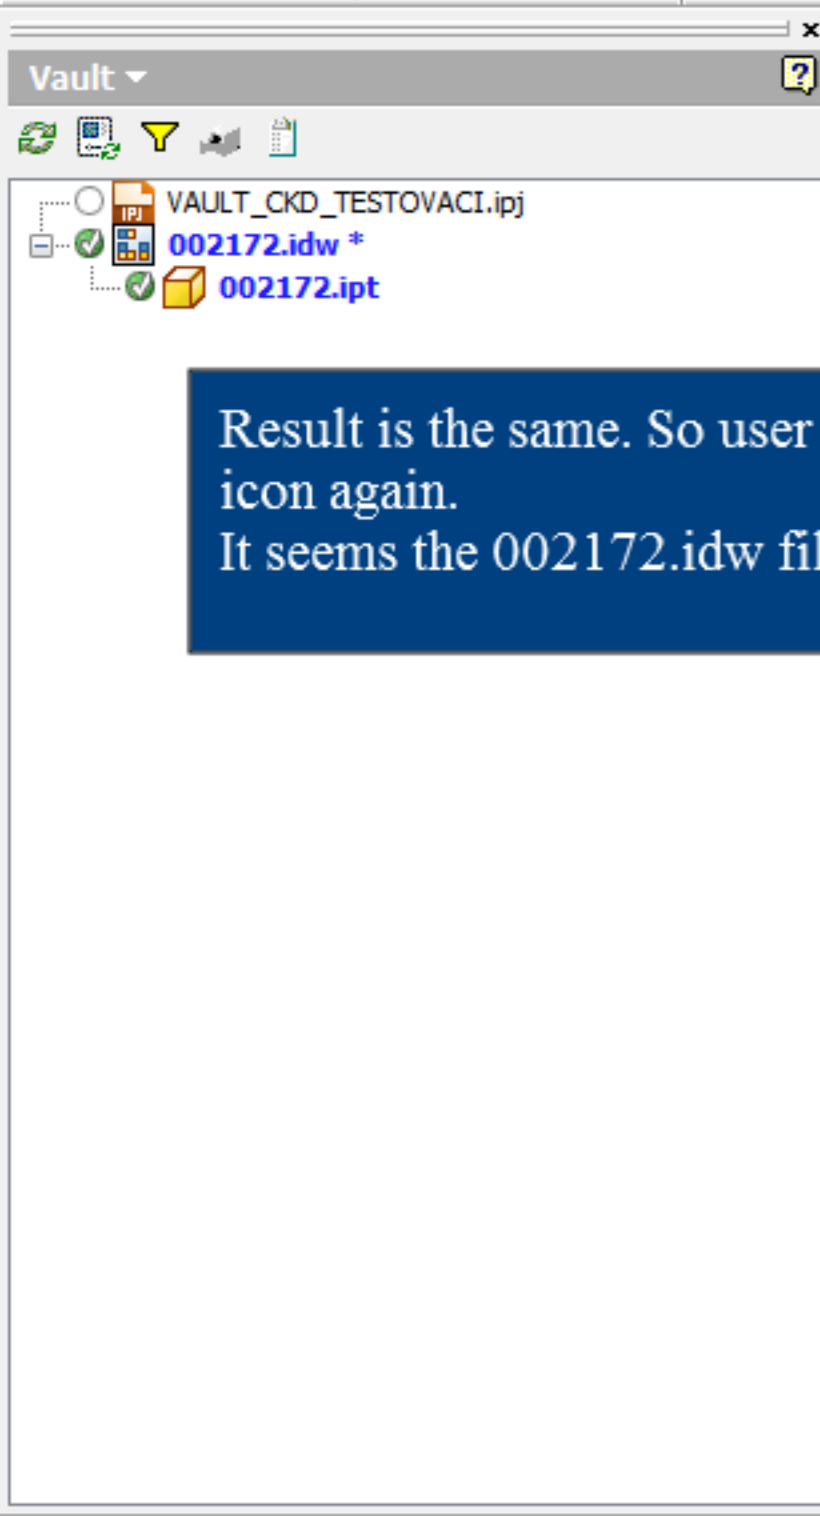 Vault
VAULT_CKD_TESTOVACI.ipj
IPJ
002172.idw *
002172.ipt
Result is the same. So user
icon again.
It seems the 002172.idw